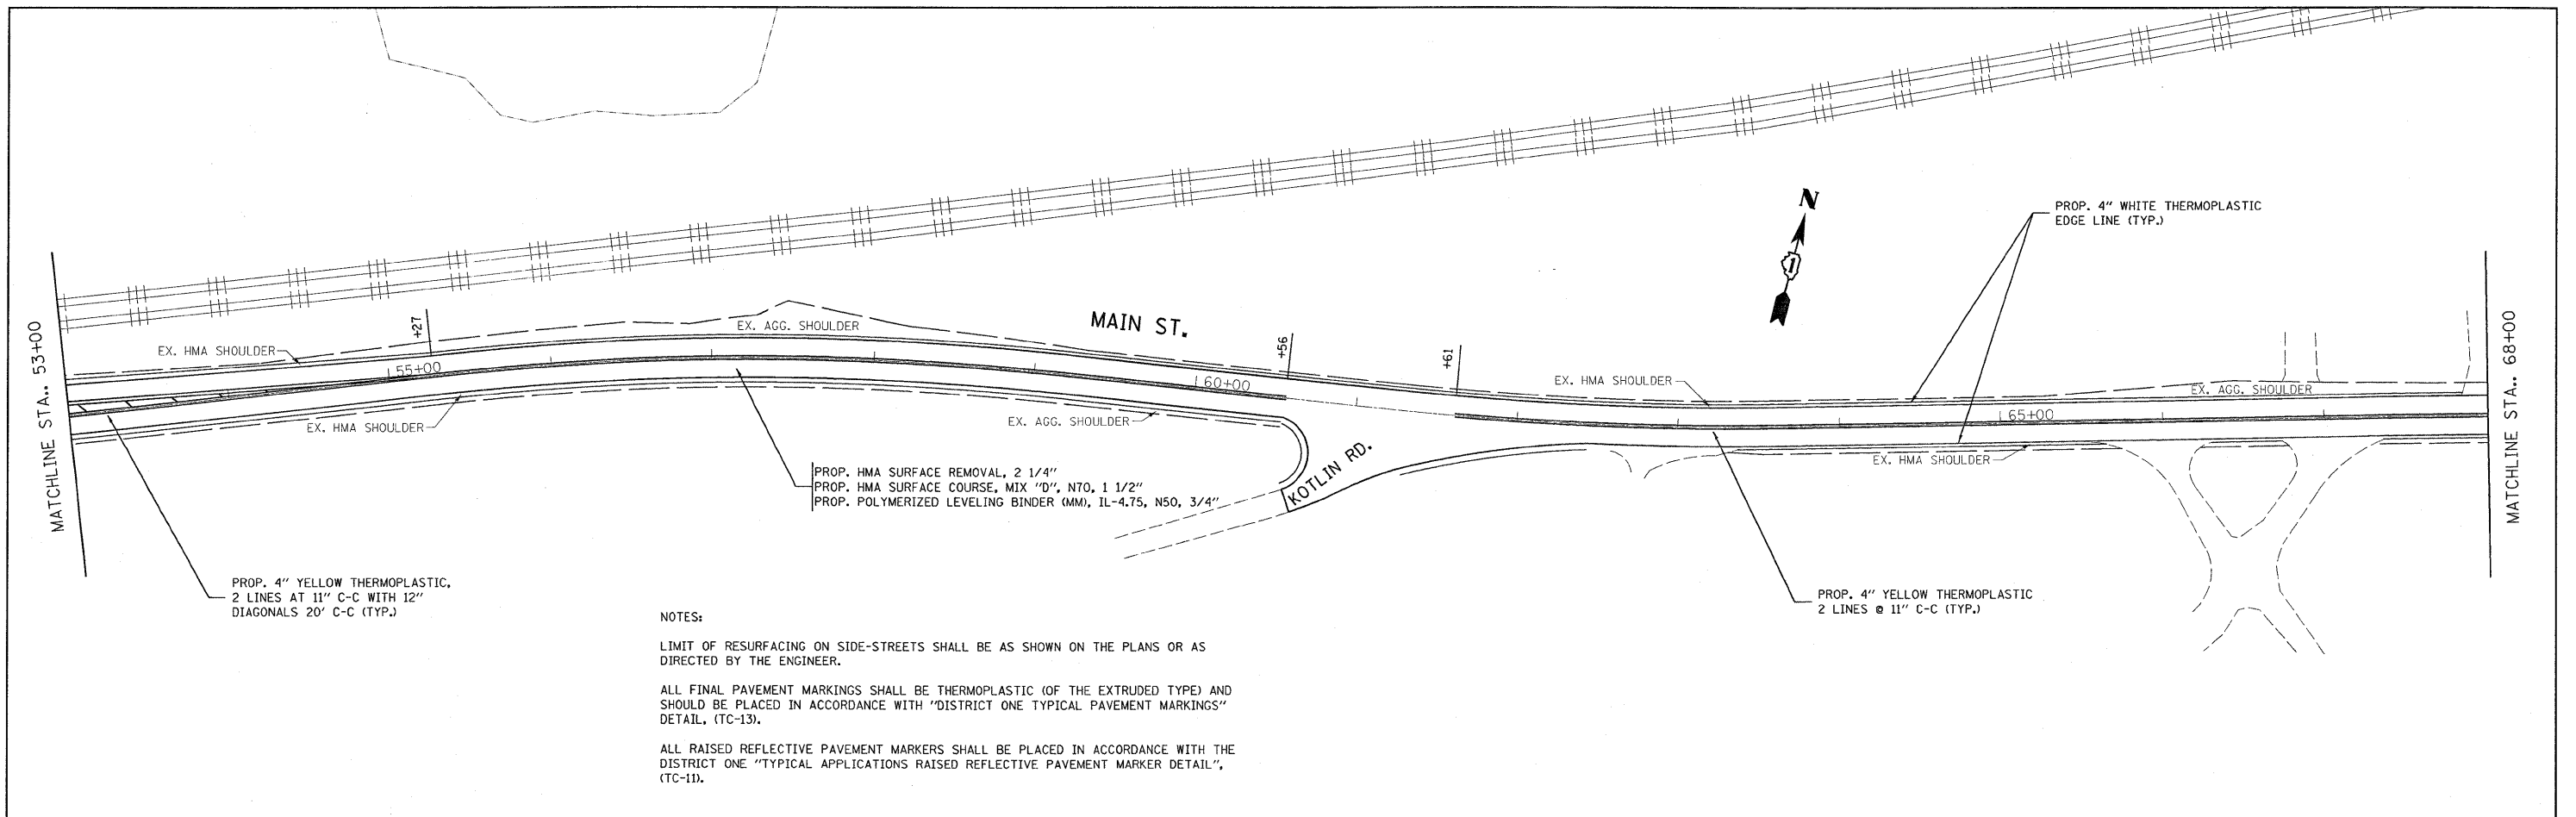 N
1
PROP. 4" WHITE THERMOPLASTIC
EDGE LINE (TYP.)
MATCHLINE STA.. 53+00
+27
EX. AGG. SHOULDER
MAIN ST.
EX. HMA SHOULDER
55+00
+56
+61
60+00
EX. HMA SHOULDER
EX. AGG. SHOULDER
65+00
MATCHLINE STA.. 68+00
EX. HMA SHOULDER
EX. AGG. SHOULDER
KOTLIN RD.
EX. HMA SHOULDER
PROP. HMA SURFACE REMOVAL, 2 1/4"
PROP. HMA SURFACE COURSE, MIX "D", N70, 1 1/2"
PROP. POLYMERIZED LEVELING BINDER (MM), IL-4.75, N50, 3/4"
PROP. 4" YELLOW THERMOPLASTIC,
2 LINES AT 11" C-C WITH 12"
DIAGONALS 20' C-C (TYP.)
PROP. 4" YELLOW THERMOPLASTIC
2 LINES @ 11" C-C (TYP.)
NOTES:
LIMIT OF RESURFACING ON SIDE-STREETS SHALL BE AS SHOWN ON THE PLANS OR AS
DIRECTED BY THE ENGINEER.
ALL FINAL PAVEMENT MARKINGS SHALL BE THERMOPLASTIC (OF THE EXTRUDED TYPE) AND
SHOULD BE PLACED IN ACCORDANCE WITH "DISTRICT ONE TYPICAL PAVEMENT MARKINGS"
DETAIL, (TC-13).
ALL RAISED REFLECTIVE PAVEMENT MARKERS SHALL BE PLACED IN ACCORDANCE WITH THE
DISTRICT ONE "TYPICAL APPLICATIONS RAISED REFLECTIVE PAVEMENT MARKER DETAIL",
(TC-11).